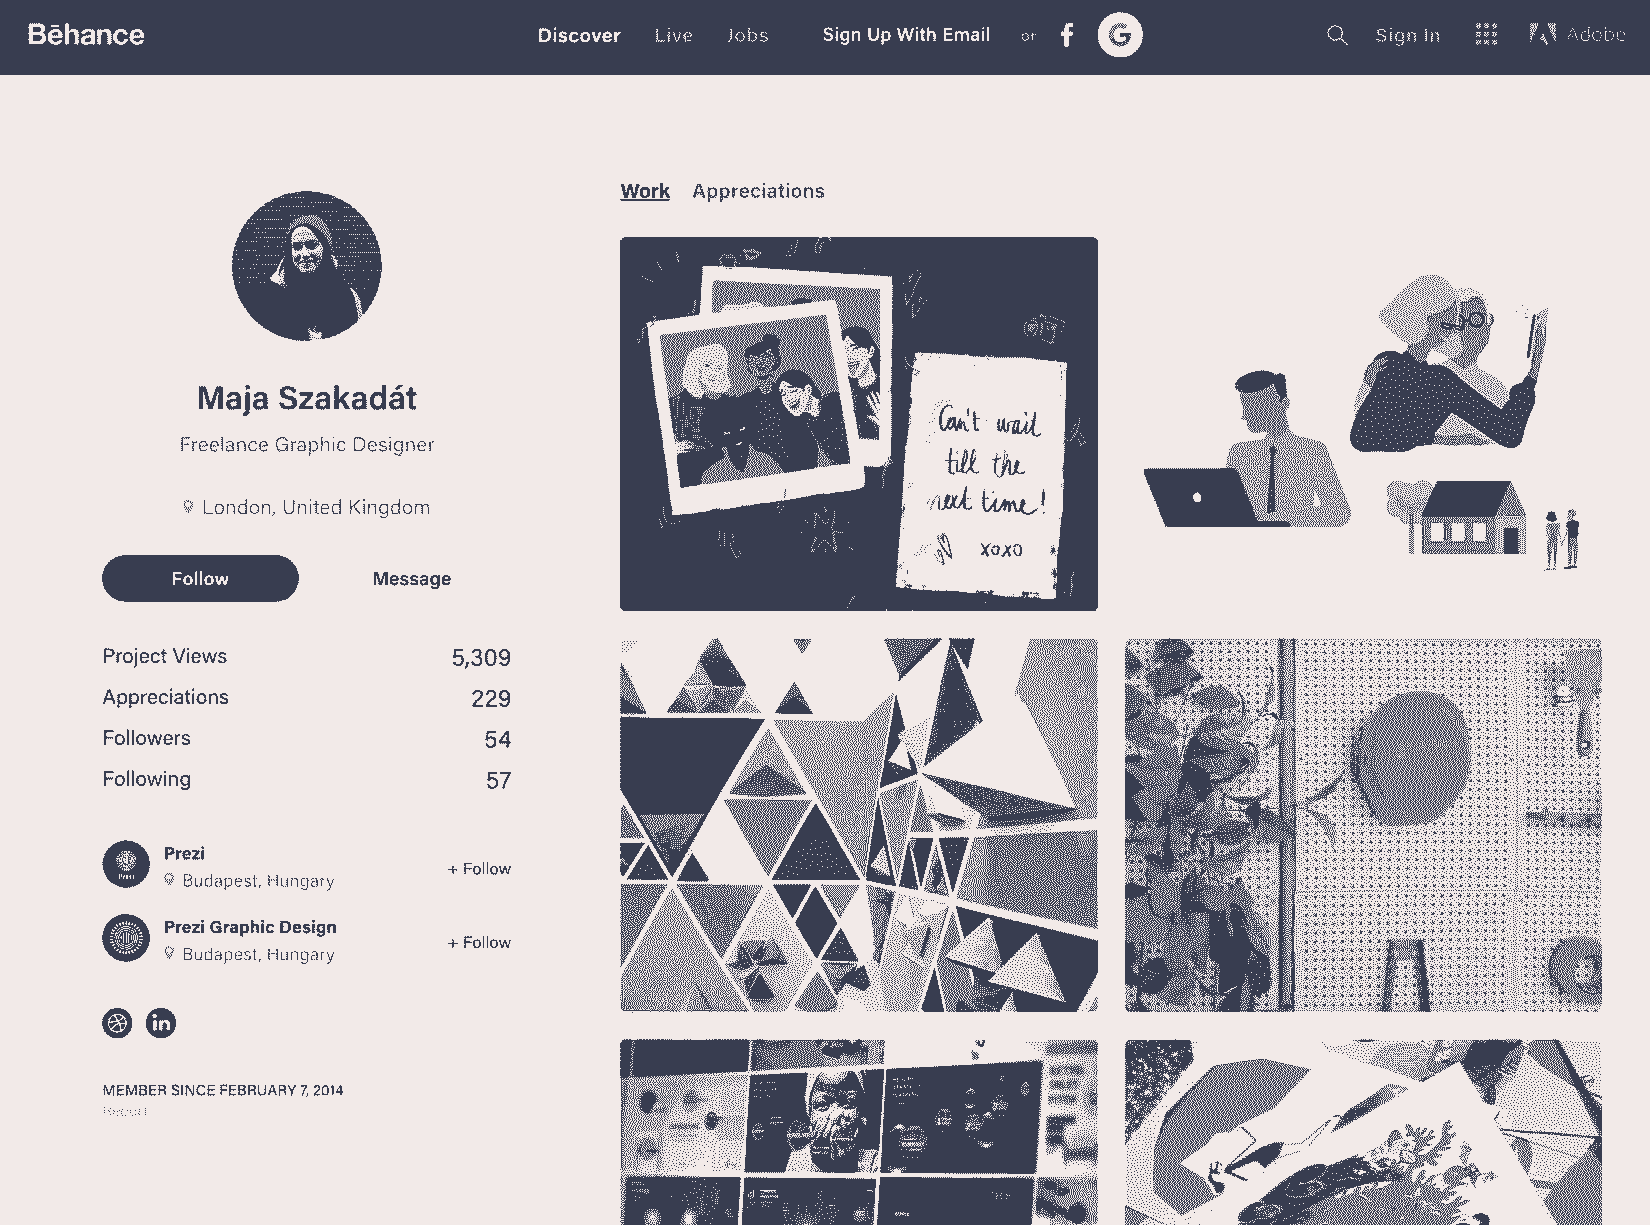 Bēhance
Discover Live Jobs Sign Up With Email or f G
Sign In
Adobe
Work Appreciations
Maja Szakadát
Freelance Graphic Designer
London, United Kingdom
Follow Message
Project Views 5,309
Appreciations 229
Followers 54
Following 57
Prezi
Budapest, Hungary
+ Follow
Prezi
Prezi Graphic Design
Budapest, Hungary
+ Follow
in
MEMBER SINCE FEBRUARY 7, 2014
Report
Can't wait
till the
next time!
xoxo